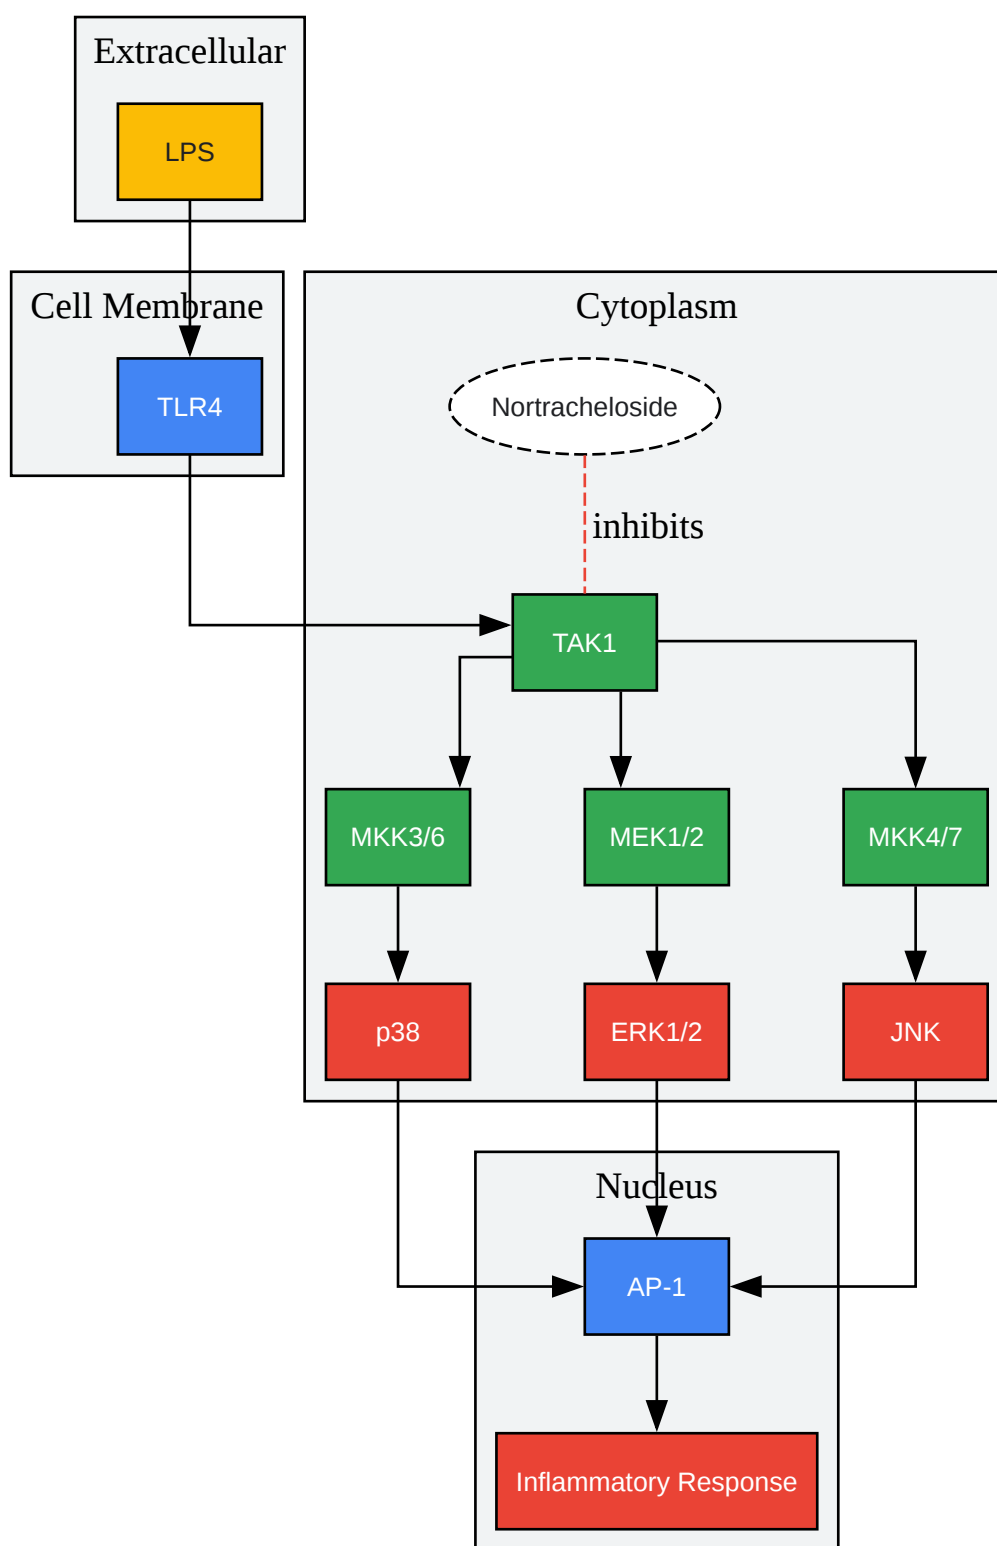 Extracellular
LPS
Cell Membrane
TLR4
Cytoplasm
Nortracheloside
inhibits
TAK1
MKK3/6
MEK1/2
MKK4/7
p38
ERK1/2
JNK
Nucleus
AP-1
Inflammatory Response